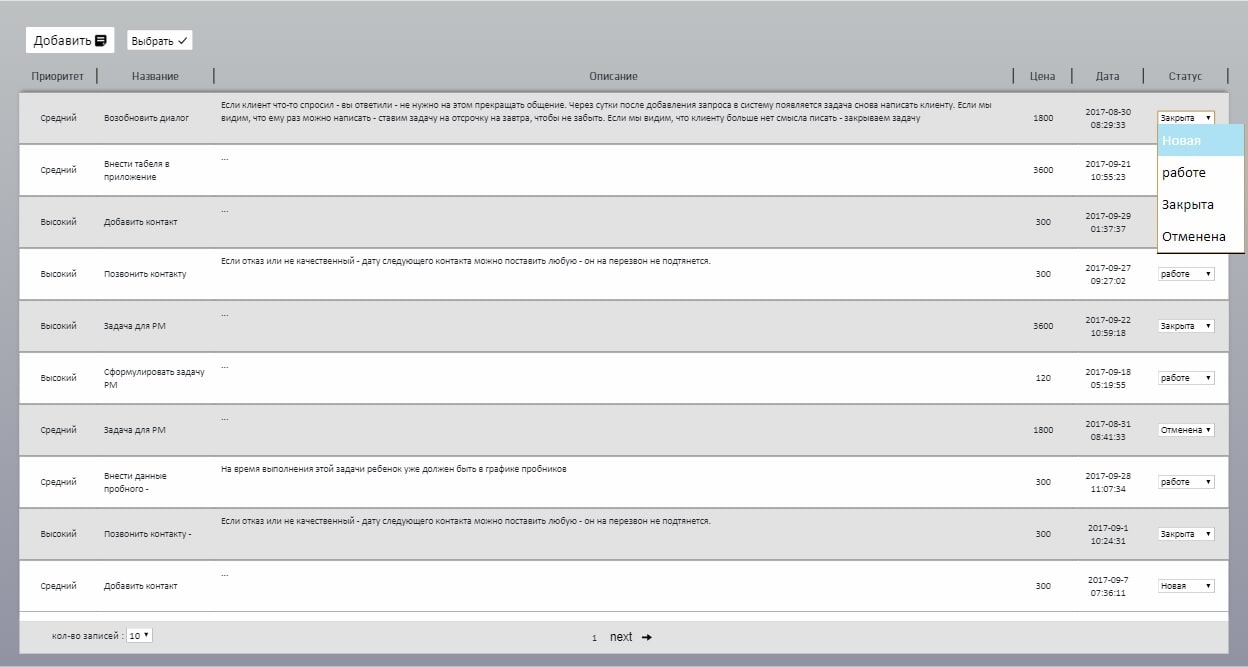 Добавить
Выбрать
Приоритет Название Описание Цена Дата Статус
Средний Возобновить диалог
Если клиент что-то спросил - вы ответили - не нужно на этом прекращать общение. Через сутки после добавления запроса в систему появляется задача снова написать клиенту. Если мы
видим, что ему раз можно написать - ставим задачу на отсрочку на завтра, чтобы не забыть. Если мы видим, что клиенту больше нет смысла писать - закрываем задачу
1800
2017-08-30
08:29:33
Закрыта
Новая
работе
Закрыта
Отменена
Средний
Внести табеля в
приложение
...
3600
2017-09-21
10:55:23
Высокий
Добавить контакт
...
300
2017-09-29
01:37:37
Высокий
Позвонить контакту
Если отказ или не качественный - дату следующего контакта можно поставить любую - он на перезвон не подтянется.
300
2017-09-27
09:27:02
работе
Высокий
Задача для РМ
...
3600
2017-09-22
10:59:18
Закрыта
Высокий
Сформулировать задачу
РМ
...
120
2017-09-18
05:19:55
работе
Средний
Задача для РМ
...
1800
2017-08-31
08:41:33
Отменена
Средний
Внести данные
пробного -
На время выполнения этой задачи ребенок уже должен быть в графике пробников
300
2017-09-28
11:07:34
работе
Высокий
Позвонить контакту -
Если отказ или не качественный - дату следующего контакта можно поставить любую - он на перезвон не подтянется.
300
2017-09-1
10:24:31
Закрыта
Средний
Добавить контакт
...
300
2017-09-7
07:36:11
Новая
кол-во записей : 10
1 next